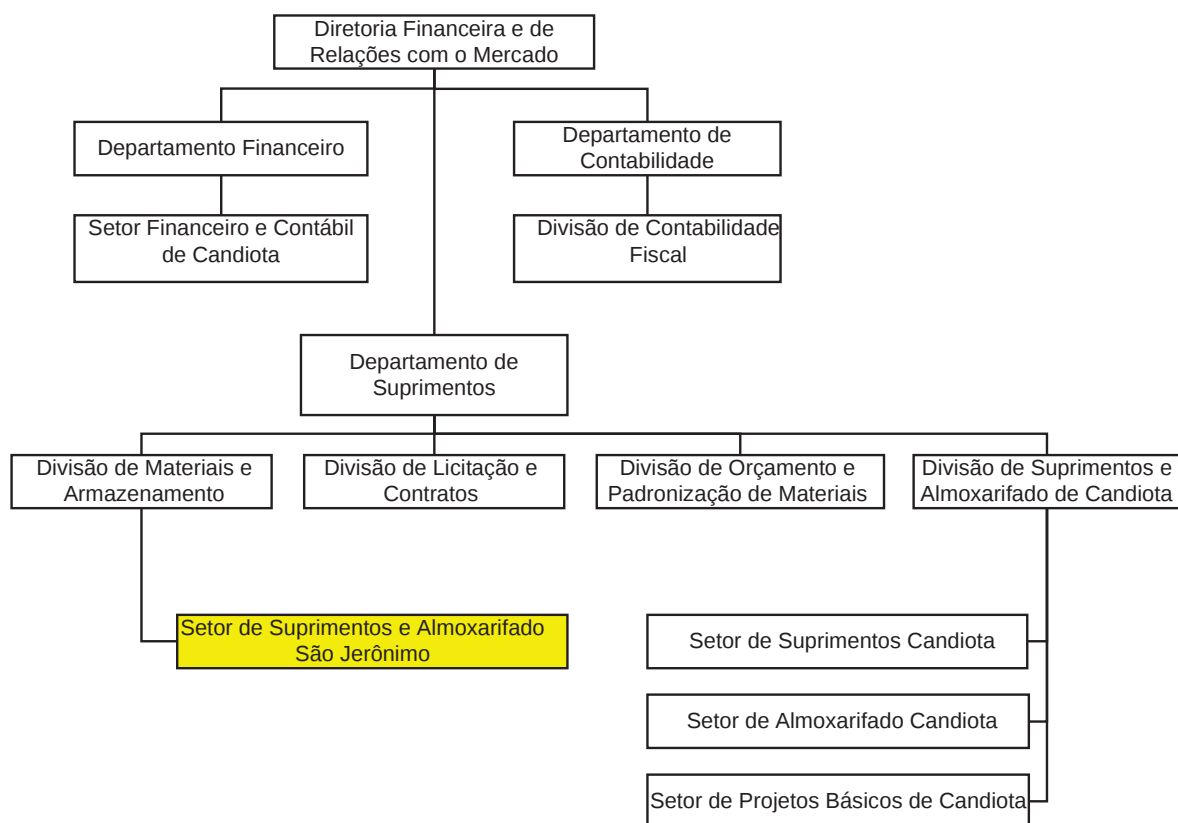 Diretoria Financeira e de
Relações com o Mercado
Departamento Financeiro
Departamento de
Contabilidade
Setor Financeiro e Contábil
de Candiota
Divisão de Contabilidade
Fiscal
Departamento de
Suprimentos
Divisão de Materiais e
Armazenamento
Divisão de Licitação e
Contratos
Divisão de Orçamento e
Padronização de Materiais
Divisão de Suprimentos e
Almoxarifado de Candiota
Setor de Suprimentos e Almoxarifado
São Jerônimo
Setor de Suprimentos Candiota
Setor de Almoxarifado Candiota
Setor de Projetos Básicos de Candiota